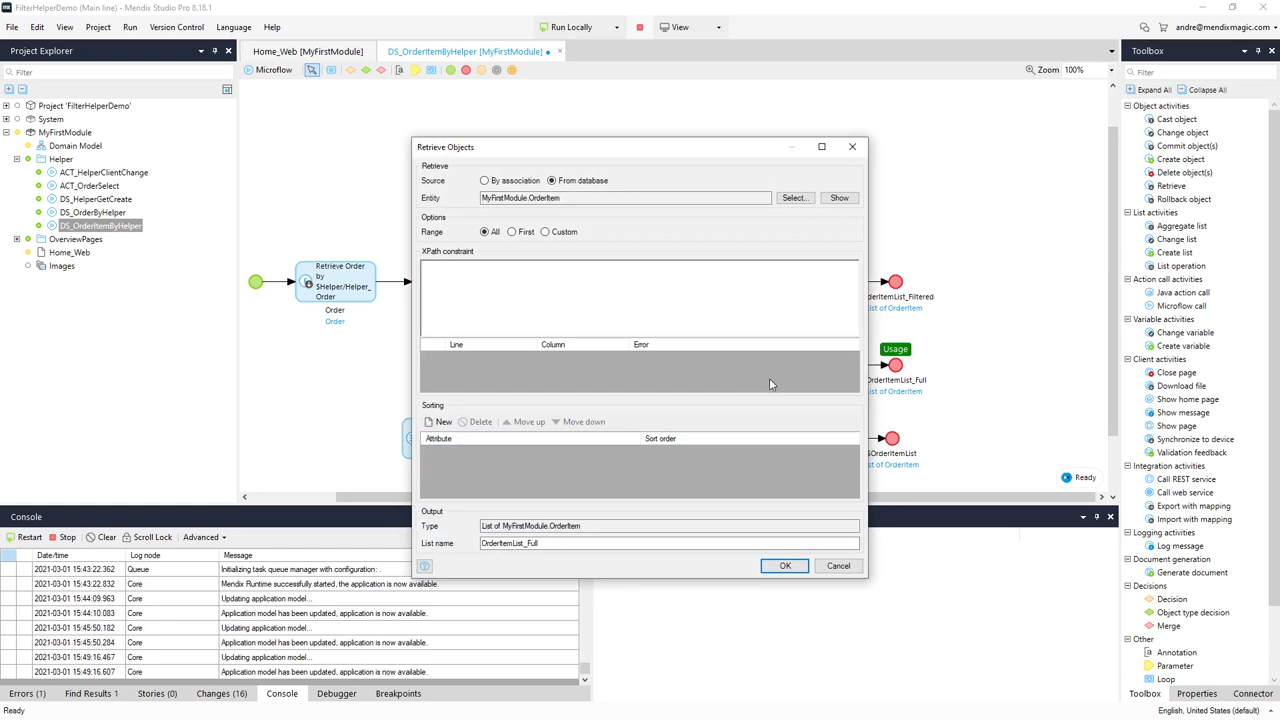 FilterHelperDemo (Main line) - Mendix Studio Pro 8.18.1
File Edit View Project Run Version Control Language Help
Run Locally View andre@mendixmagic.com
Project Explorer
Filter
Project 'FilterHelperDemo'
System
MyFirstModule
Domain Model
Helper
ACT_HelperClientChange
ACT_OrderSelect
DS_HelperGetCreate
DS_OrderByHelper
DS_OrderItemByHelper
OverviewPages
Home_Web
Images
Home_Web [MyFirstModule] DS_OrderItemByHelper [MyFirstModule]
Microflow Zoom 100%
Retrieve Order
by
$Helper/Helper_
Order
Order
Order
Retrieve Objects
Retrieve
Source By association From database
Entity MyFirstModule.OrderItem Select... Show
Options
Range All First Custom
XPath constraint
Line Column Error
Sorting
New Delete Move up Move down
Attribute Sort order
Output
Type List of MyFirstModule.OrderItem
List name OrderItemList_Full
OK Cancel
rderItemList_Filtered
List of OrderItem
Usage
OrderItemList_Full
List of OrderItem
$OrderItemList
ist of OrderItem
Ready
Toolbox
Filter
Expand All Collapse All
Object activities
Cast object
Change object
Commit object(s)
Create object
Delete object(s)
Retrieve
Rollback object
List activities
Aggregate list
Change list
Create list
List operation
Action call activities
Java action call
Microflow call
Variable activities
Change variable
Create variable
Client activities
Close page
Download file
Show home page
Show message
Show page
Synchronize to device
Validation feedback
Integration activities
Call REST service
Call web service
Export with mapping
Import with mapping
Logging activities
Log message
Document generation
Generate document
Decisions
Decision
Object type decision
Merge
Other
Annotation
Parameter
Loop
Toolbox Properties Connector
Console
Restart Stop Clear Scroll Lock Advanced
Date/time Log node Message
2021-03-01 15:43:22.362 Queue Initializing task queue manager with configuration: .
2021-03-01 15:43:22.832 Core Mendix Runtime successfully started, the application is now available.
2021-03-01 15:44:09.963 Core Updating application model...
2021-03-01 15:44:10.083 Core Application model has been updated, application is now available.
2021-03-01 15:45:50.182 Core Updating application model...
2021-03-01 15:45:50.284 Core Application model has been updated, application is now available.
2021-03-01 15:49:16.467 Core Updating application model...
2021-03-01 15:49:16.607 Core Application model has been updated, application is now available.
Errors (1) Find Results 1 Stories (0) Changes (16) Console Debugger Breakpoints
Ready English, United States (default)